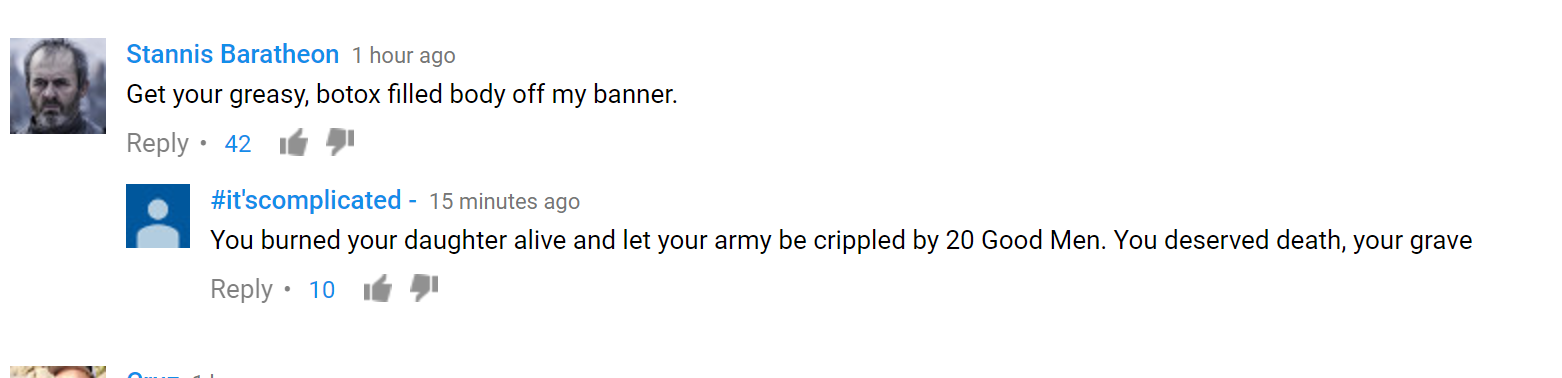 Stannis Baratheon 1 hour ago
Get your greasy, botox filled body off my banner.
Reply • 42
#it'scomplicated - 15 minutes ago
You burned your daughter alive and let your army be crippled by 20 Good Men. You deserved death, your grave
Reply • 10